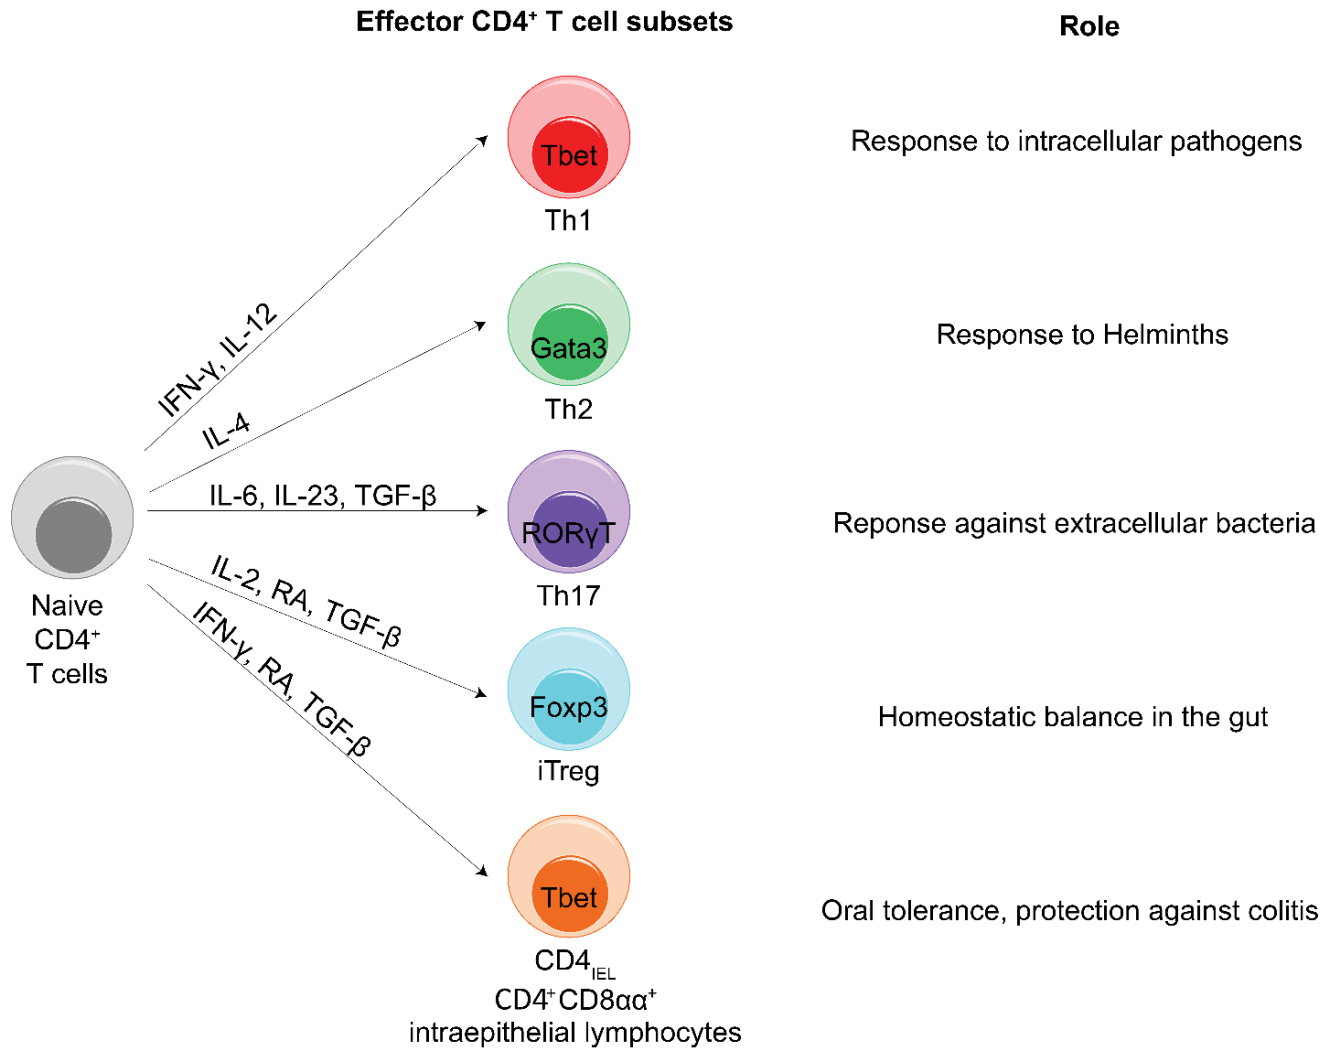 Effector CD4⁺ T cell subsets
Role
Tbet
Th1
Response to intracellular pathogens
IFN-γ, IL-12
Gata3
Th2
Response to Helminths
IL-4
IL-6, IL-23, TGF-β
RORγT
Th17
Reponse against extracellular bacteria
Naive
CD4⁺
T cells
IL-2, RA, TGF-β
Foxp3
iTreg
Homeostatic balance in the gut
IFN-γ, RA, TGF-β
Tbet
CD4IEL
CD4⁺CD8αα⁺
intraepithelial lymphocytes
Oral tolerance, protection against colitis